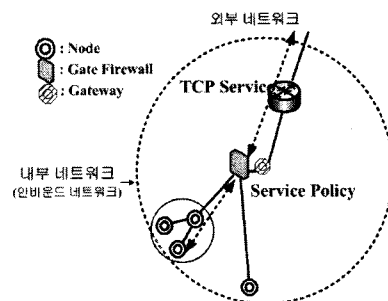 외부 네트워크
: Node
: Gate Firewall
: Gateway
TCP Servic
내부 네트워크
(인바운드 네트워크)
Service Policy